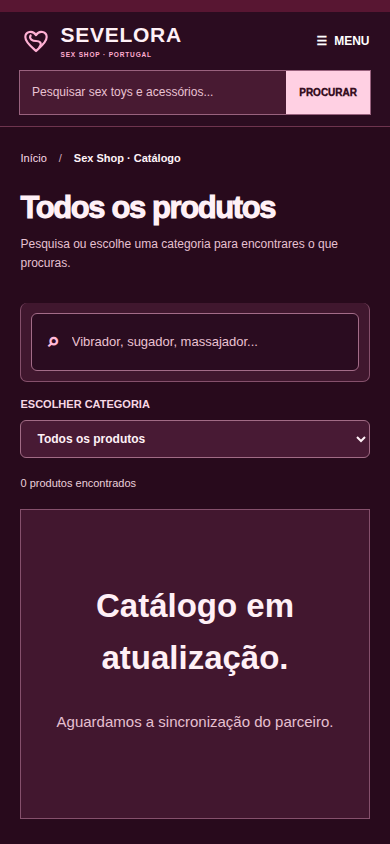 SEVELORA
SEX SHOP · PORTUGAL
☰ MENU
Pesquisar sex toys e acessórios...
PROCURAR
Início / Sex Shop · Catálogo
Todos os produtos
Pesquisa ou escolhe uma categoria para encontrares o que
procuras.
Vibrador, sugador, massajador...
ESCOLHER CATEGORIA
Todos os produtos
0 produtos encontrados
Catálogo em
atualização.
Aguardamos a sincronização do parceiro.